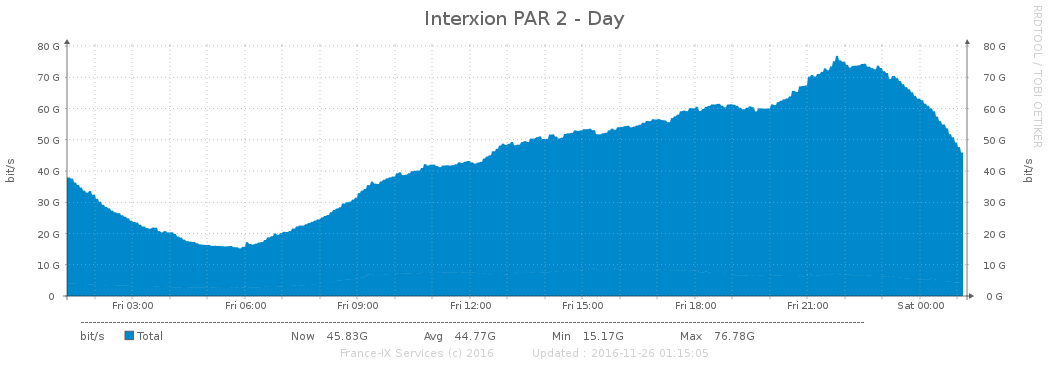 Interxion PAR 2 - Day
RRDTOOL / TOBI OETIKER
bit/s
80 G 80 G
70 G 70 G
60 G 60 G
50 G 50 G
40 G 40 G
30 G 30 G
20 G 20 G
10 G 10 G
0 0 G
bit/s
Fri 03:00 Fri 06:00 Fri 09:00 Fri 12:00 Fri 15:00 Fri 18:00 Fri 21:00 Sat 00:00
bit/s Total Now 45.83G Avg 44.77G Min 15.17G Max 76.78G
France-IX Services (c) 2016 Updated : 2016-11-26 01:15:05